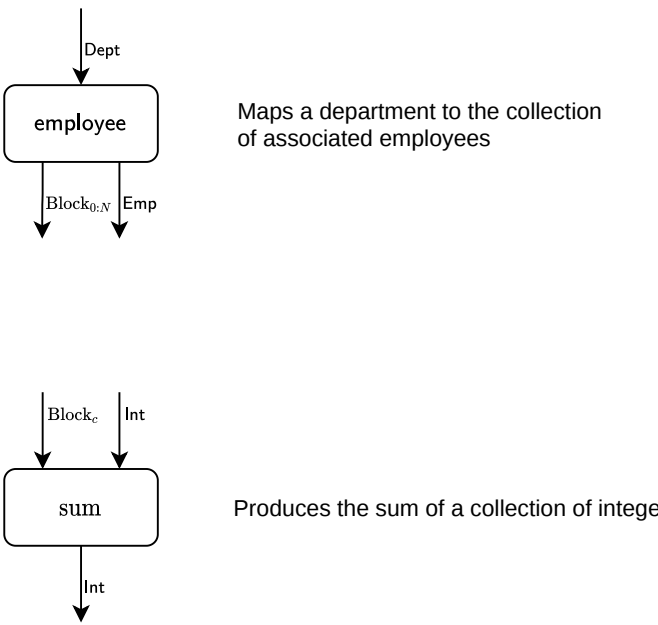 Dept
employee
Maps a department to the collection
of associated employees
Block₀:N Emp
Block_c Int
sum
Produces the sum of a collection of intege
Int